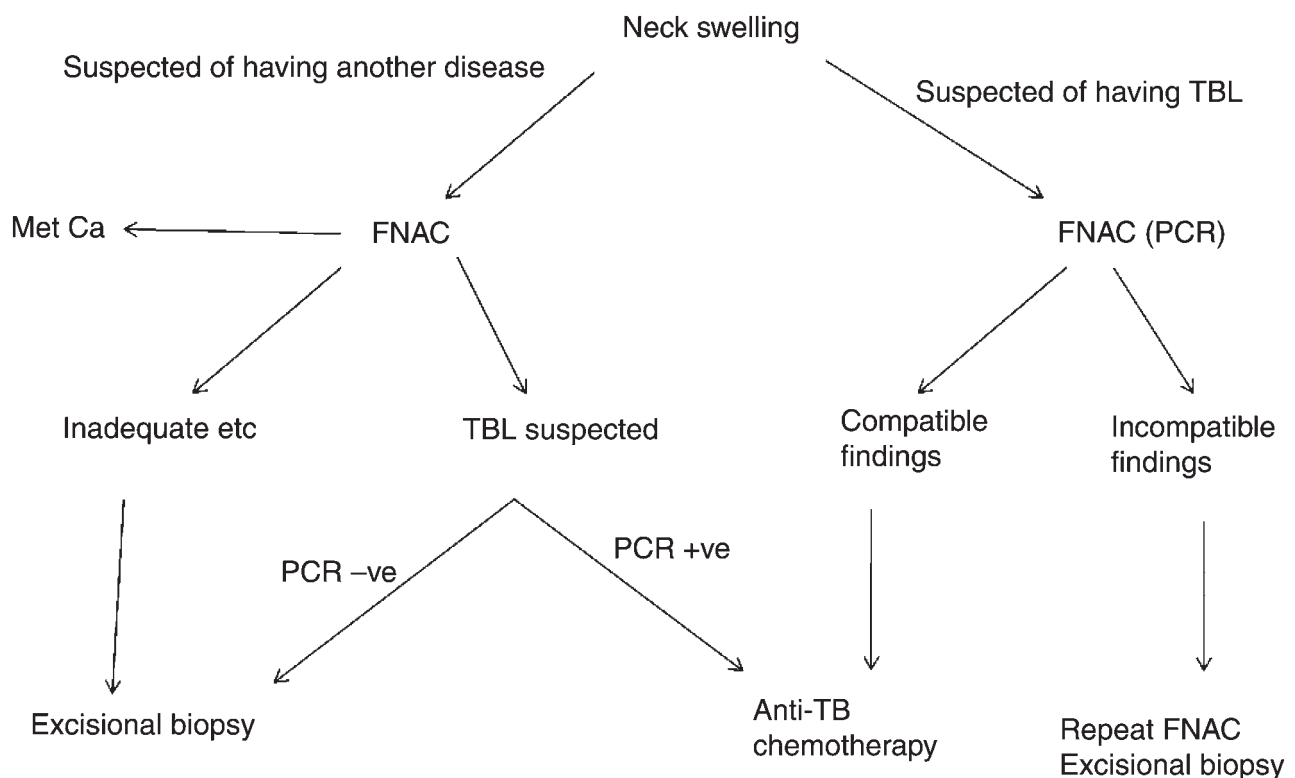 Neck swelling
Suspected of having another disease
Suspected of having TBL
Met Ca
FNAC
FNAC (PCR)
Inadequate etc
TBL suspected
Compatible
findings
Incompatible
findings
PCR –ve
PCR +ve
Excisional biopsy
Anti-TB
chemotherapy
Repeat FNAC
Excisional biopsy